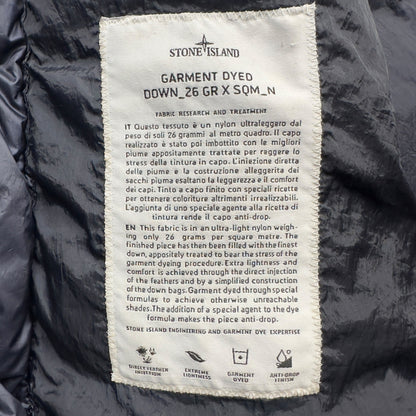 STONE ISLAND
GARMENT DYED
DOWN_26 GR X SQM_N
FABRIC RESEARCH AND TREATMENT
IT Questo tessuto è un nylon ultraleggero dal
peso di soli 26 grammi al metro quadro. Il capo
realizzato è stato poi imbottito con le migliori
piume appositamente trattate per reggere lo
stress della tintura in capo. L'iniezione diretta
delle piume e la costruzione alleggerita dei
sacchi piuma esaltano la leggerezza e il comfort
dei capi. Tinto a capo finito con speciali ricette
per ottenere coloriture altrimenti irrealizzabili.
L'aggiunta di uno speciale agente alla ricetta di
tintura rende il capo anti-drop.
EN This fabric is in an ultra-light nylon weigh-
ing only 26 grams per square metre. The
finished piece has then been filled with the finest
down, appositely treated to bear the stress of the
garment dyeing procedure. Extra lightness and
comfort is achieved through the direct injection
of the feathers and by a simplified construction
of the down bags. Garment dyed through special
formulas to achieve otherwise unreachable
shades. The addition of a special agent to the dye
formula makes the piece anti-drop.
STONE ISLAND ENGINEERING AND GARMENT DYE EXPERTISE
DIRECT FEATHER
INJECTION
EXTREME
LIGHTNESS
GARMENT
DYED
ANTI-DROP
FINISH